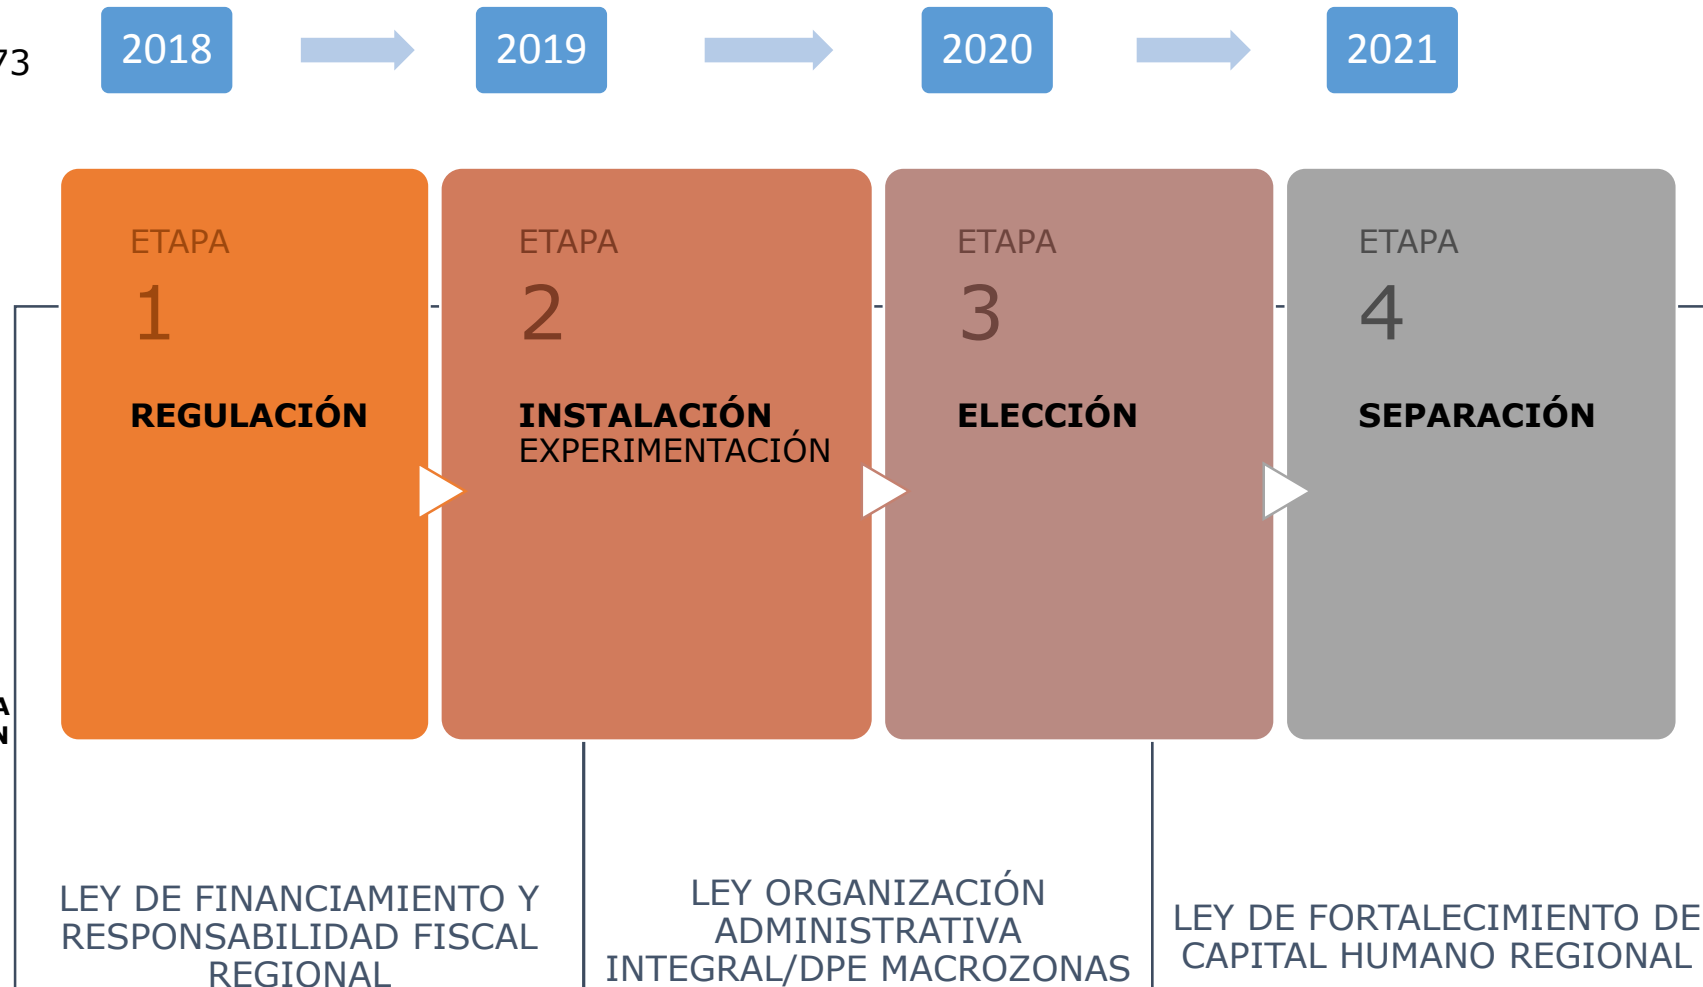 73
2018
2019
2020
2021
ETAPA
1
REGULACIÓN
ETAPA
2
INSTALACIÓN
EXPERIMENTACIÓN
ETAPA
3
ELECCIÓN
ETAPA
4
SEPARACIÓN
A
N
LEY DE FINANCIAMIENTO Y
RESPONSABILIDAD FISCAL
REGIONAL
LEY ORGANIZACIÓN
ADMINISTRATIVA
INTEGRAL/DPE MACROZONAS
LEY DE FORTALECIMIENTO DE
CAPITAL HUMANO REGIONAL